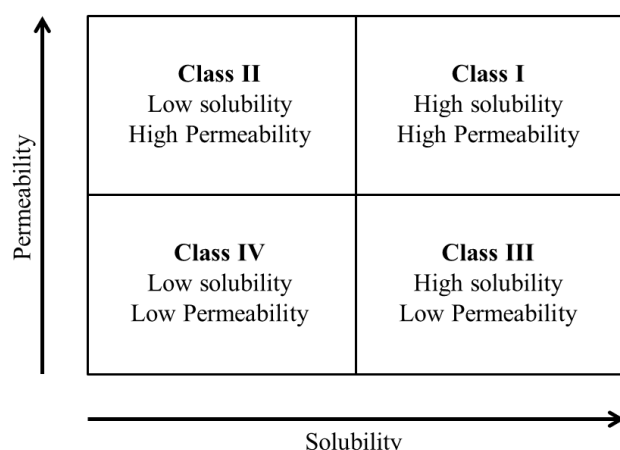 Permeability
Class II
Low solubility
High Permeability
Class I
High solubility
High Permeability
Class IV
Low solubility
Low Permeability
Class III
High solubility
Low Permeability
Solubility